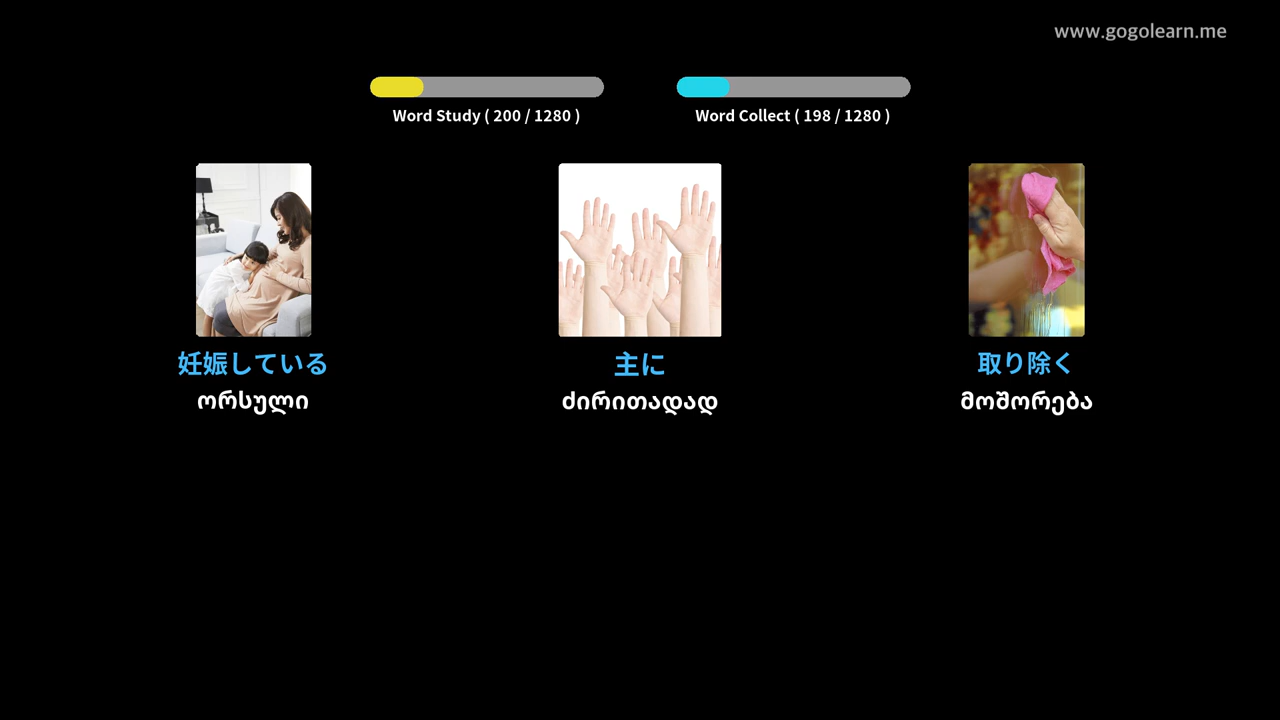 www.gogolearn.me
Word Study ( 200 / 1280 )
Word Collect ( 198 / 1280 )
妊娠している
ორსული
主に
ძირითადად
取り除く
მოშორება